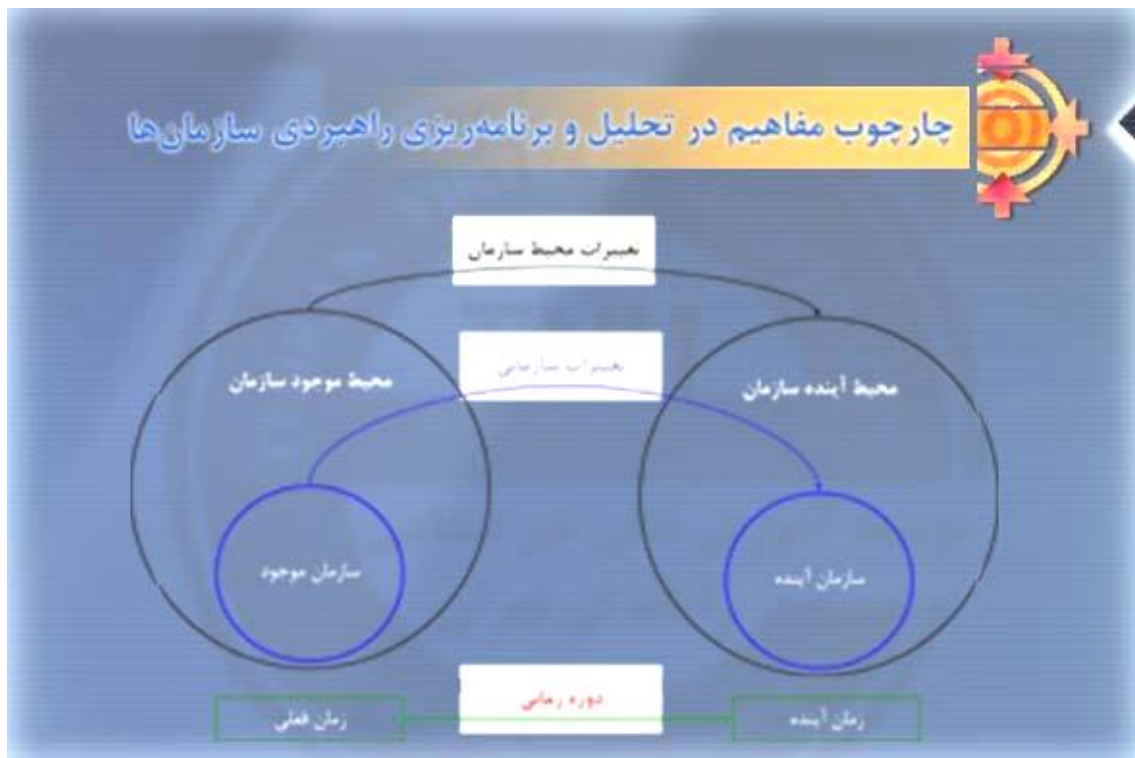 چارچوب مفاهیم در تحلیل و برنامه‌ریزی راهبردی سازمان‌ها
تغییرات محیط سازمان
تغییرات سازمانی
محیط آینده سازمان
محیط موجود سازمان
سازمان آینده
سازمان موجود
دوره زمانی
زمان آینده
زمان فعلی